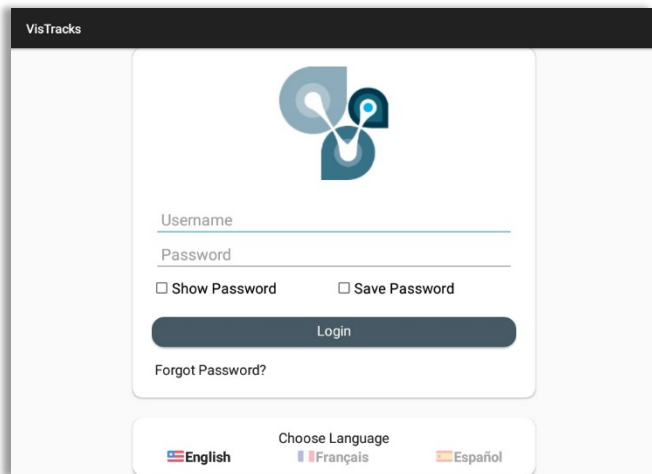 VisTracks
Username
Password
Show Password Save Password
Login
Forgot Password?
Choose Language
English Français Español